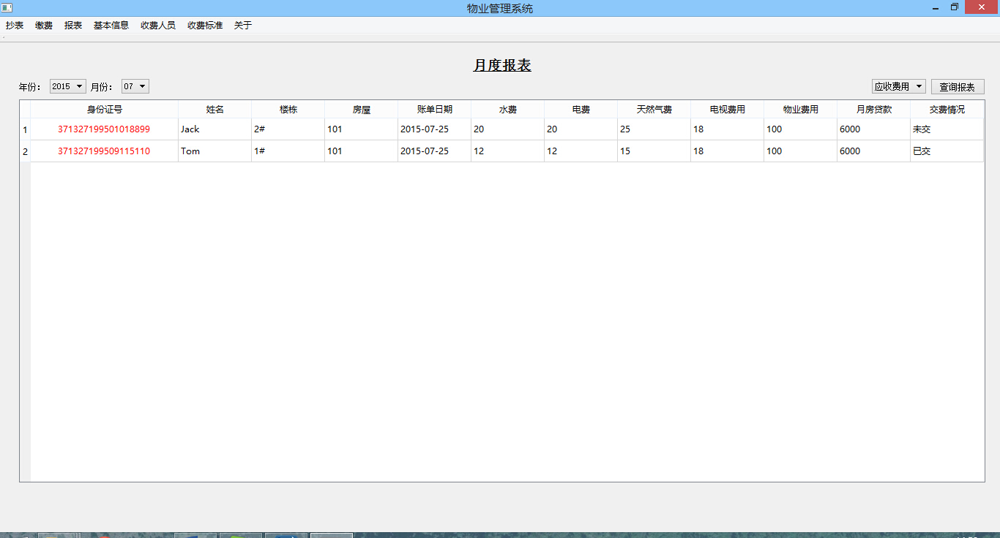 物业管理系统
抄表 缴费 报表 基本信息 收费人员 收费标准 关于
月度报表
年份： 2015 月份： 07 应收费用 查询报表
身份证号 姓名 楼栋 房屋 账单日期 水费 电费 天然气费 电视费用 物业费用 月房贷款 交费情况
1 371327199501018899 Jack 2# 101 2015-07-25 20 20 25 18 100 6000 未交
2 371327199509115110 Tom 1# 101 2015-07-25 12 12 15 18 100 6000 已交